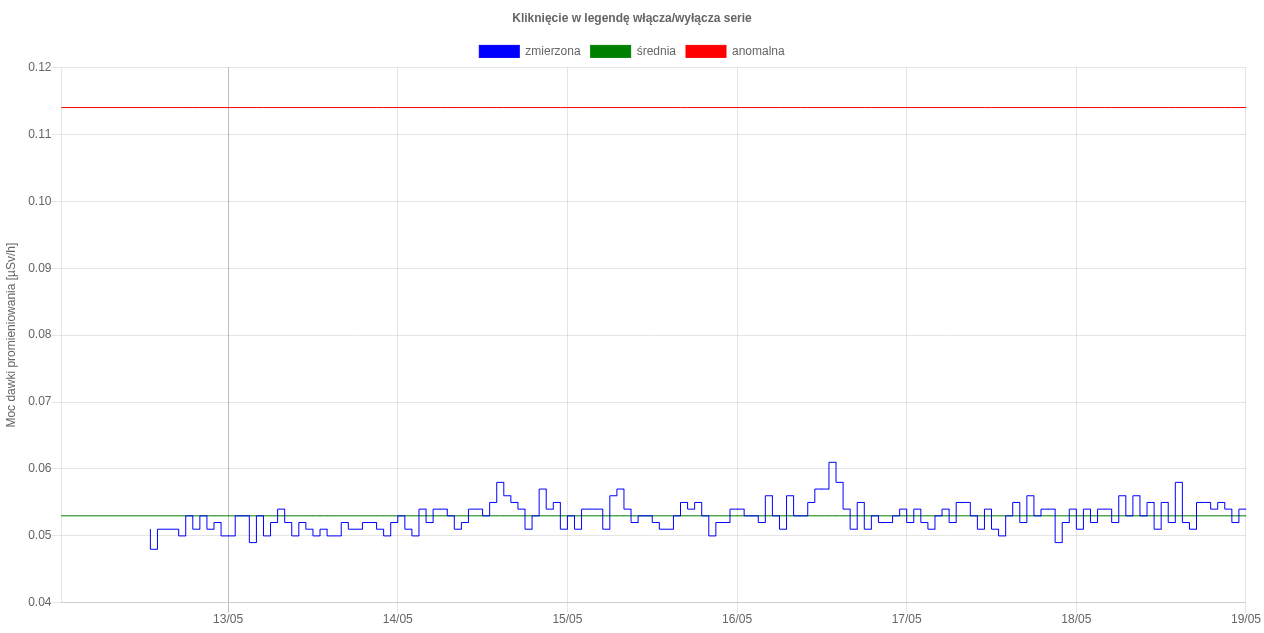 Kliknięcie w legendę włącza/wyłącza serie
zmierzona średnia anomalna
Moc dawki promieniowania [µSv/h]
0.12
0.11
0.10
0.09
0.08
0.07
0.06
0.05
0.04
13/05 14/05 15/05 16/05 17/05 18/05 19/05